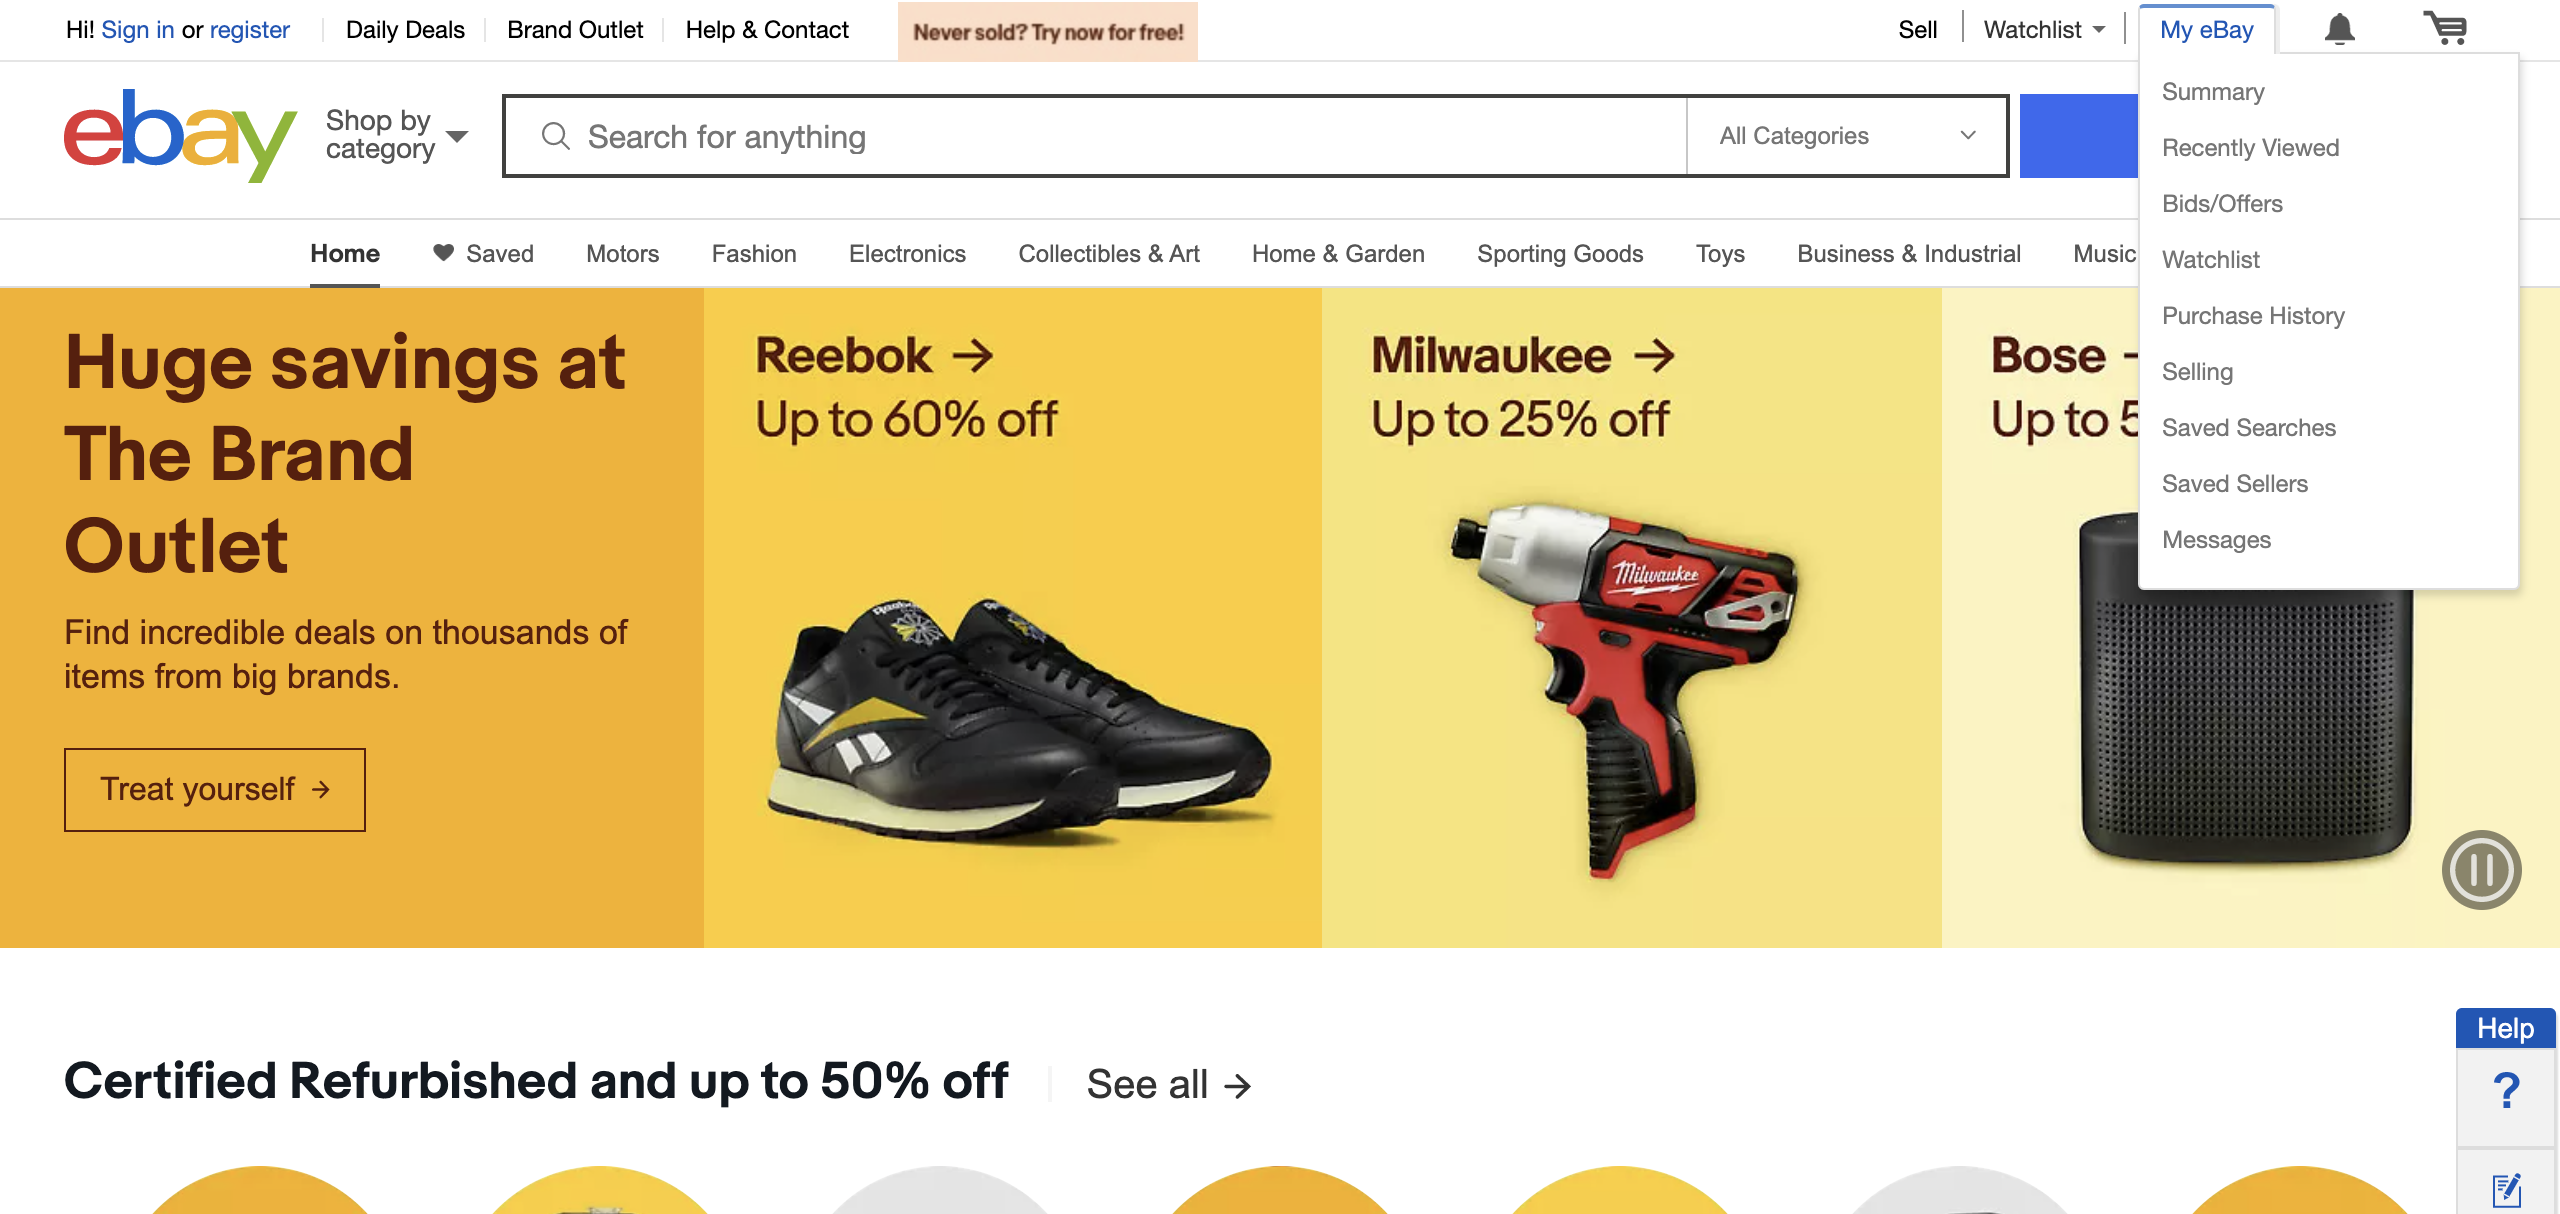 Hi! Sign in or register
Daily Deals
Brand Outlet
Help & Contact
Never sold? Try now for free!
Sell
Watchlist
My eBay
ebay
Shop by
category
Search for anything
All Categories
Summary
Recently Viewed
Bids/Offers
Watchlist
Purchase History
Selling
Saved Searches
Saved Sellers
Messages
Home
Saved
Motors
Fashion
Electronics
Collectibles & Art
Home & Garden
Sporting Goods
Toys
Business & Industrial
Music
Huge savings at
The Brand
Outlet
Find incredible deals on thousands of
items from big brands.
Treat yourself →
Reebok →
Up to 60% off
Milwaukee →
Up to 25% off
Milwaukee
Bose
Up to 5
Certified Refurbished and up to 50% off
See all →
Help
?